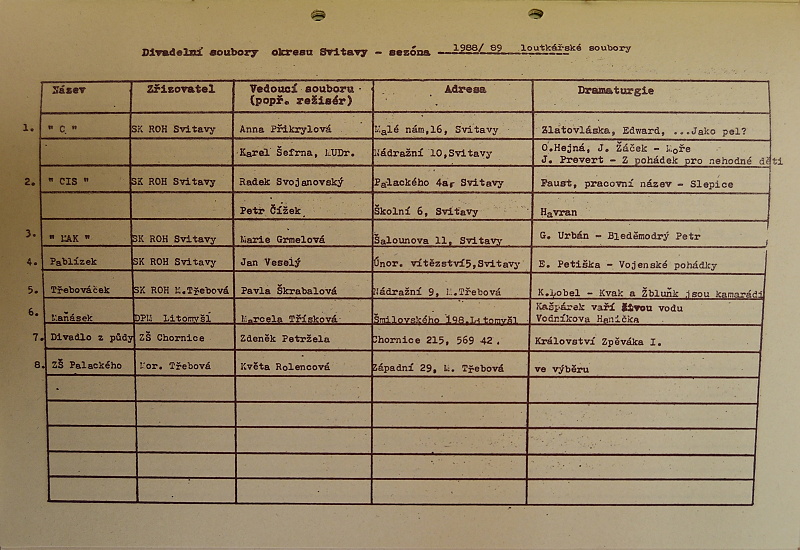 Divadelní soubory okresu Svitavy - sezóna 1988/ 89 loutkářské soubory
Název Zřizovatel Vedoucí souboru Adresa Dramaturgie
(popř. režisér)
1. " C " SK ROH Svitavy Anna Přikrylová Malé nám,16, Svitavy Zlatovláska, Edward, ...Jako pel?
Karel Šefrna, MUDr. Nádražní 10,Svitavy O.Hejná, J. Žáček - Moře
J. Prevert - Z pohádek pro nehodné děti
2. " CIS " SK ROH Svitavy Radek Svojanovský Palackého 4a, Svitavy Faust, pracovní název - Slepice
Petr Čížek Školní 6, Svitavy Havran
3. " ĽAK " SK ROH Svitavy Marie Grmelová Šalounova 11, Svitavy G. Urbán - Bleděmodrý Petr
4. Pablízek SK ROH Svitavy Jan Veselý Únor. vítězství5,Svitavy E. Petiška - Vojenské pohádky
5. Třebováček SK ROH M.Třebová Pavla Škrabalová Nádražní 9, M.Třebová K.Lobel - Kvak a Žbluňk jsou kamarádi
6. Maňásek DPM Litomyšl Marcela Třísková Šmilovského 198,Litomyšl Kašpárek vaří živou vodu
Vodníkova Hanička
7. Divadlo z půdy ZŠ Chornice Zdeněk Petržela Chornice 215, 569 42. Království Zpěváka I.
8. ZŠ Palackého Mor. Třebová Květa Rolencová Západní 29, M. Třebová ve výběru